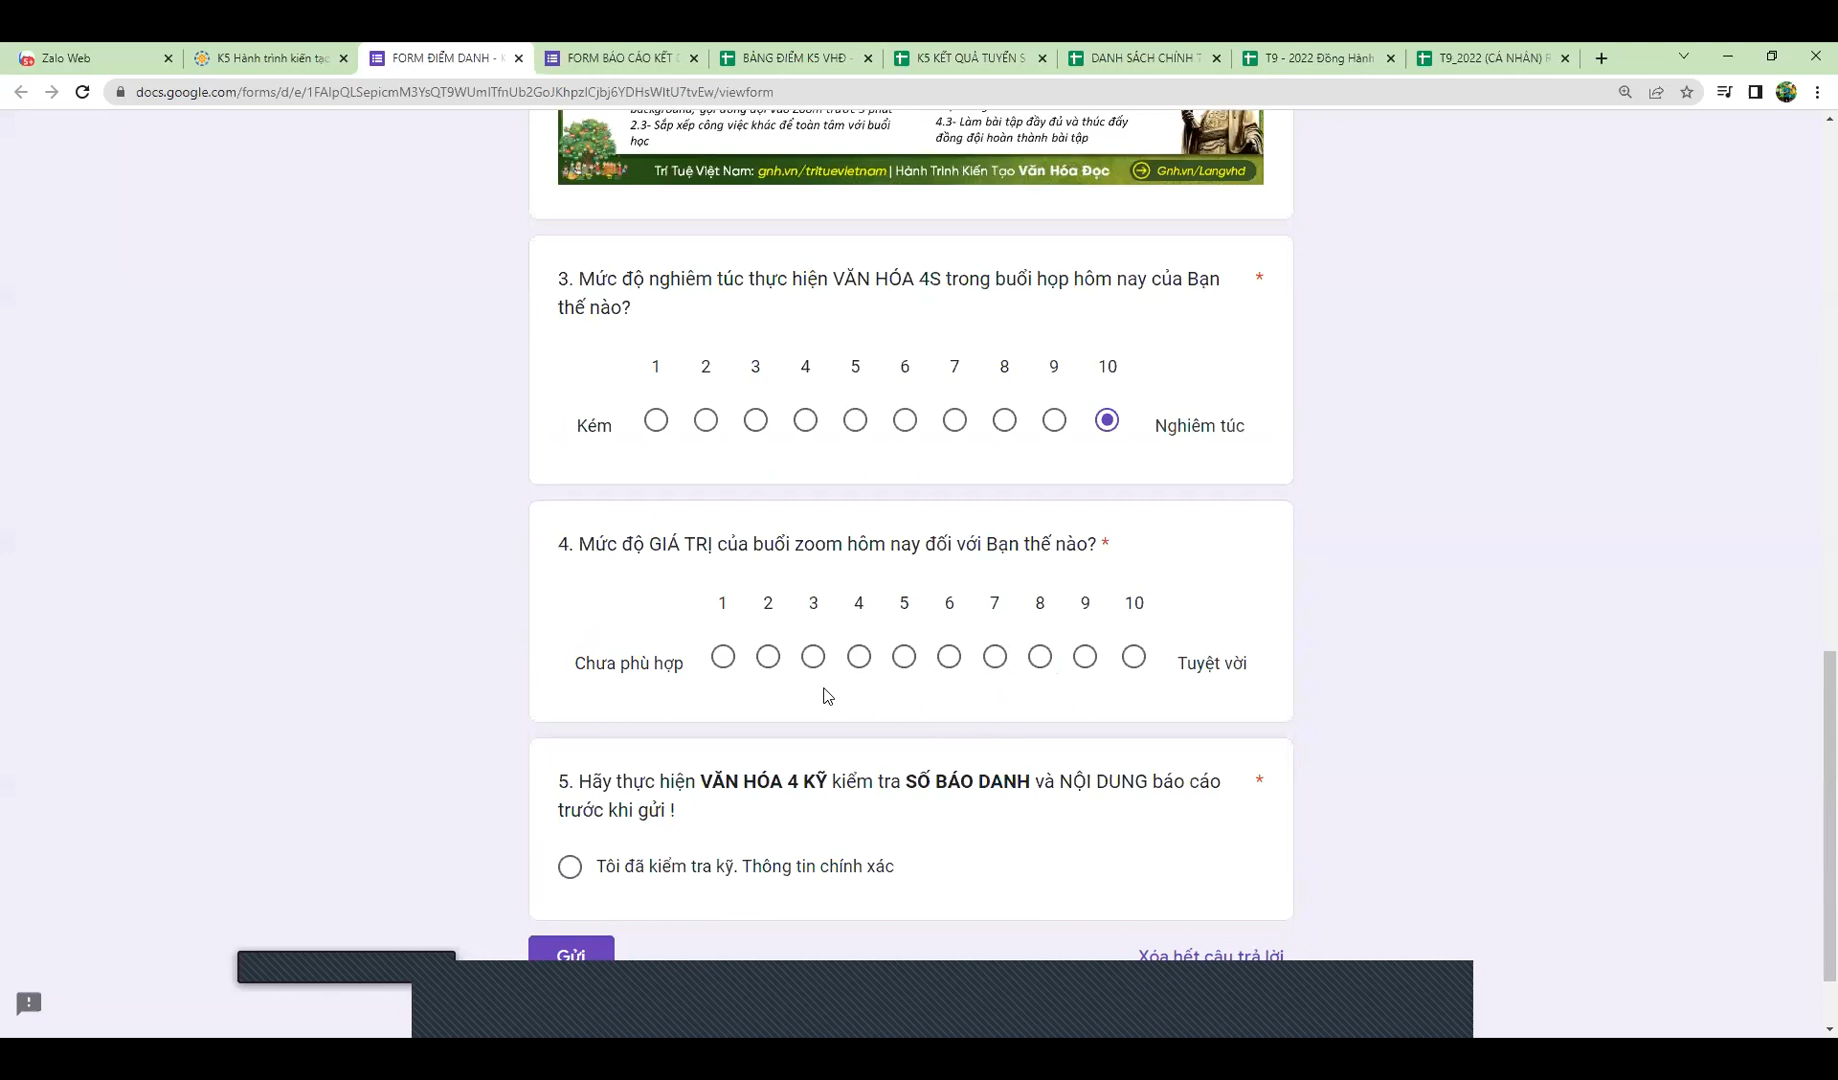 Zalo Web
K5 Hành trình kiến tạo
FORM ĐIỂM DANH - K
FORM BÁO CÁO KẾT
BẢNG ĐIỂM K5 VHĐ -
K5 KẾT QUẢ TUYỂN S
DANH SÁCH CHÍNH T
T9 - 2022 Đồng Hành
T9_2022 (CÁ NHÂN)
docs.google.com/forms/d/e/1FAIpQLSepicmM3YsQT9WUmITfnUb2GoJKhpzlCjbj6YDHsWItU7tvEw/viewform
2.3- Sắp xếp công việc khác để toàn tâm với buổi
học
4.3- Làm bài tập đầy đủ và thúc đẩy
đồng đội hoàn thành bài tập
Trí Tuệ Việt Nam: gnh.vn/trituevietnam | Hành Trình Kiến Tạo Văn Hóa Đọc Gnh.vn/Langvhd
3. Mức độ nghiêm túc thực hiện VĂN HÓA 4S trong buổi họp hôm nay của Bạn *
thế nào?
1 2 3 4 5 6 7 8 9 10
Kém Nghiêm túc
4. Mức độ GIÁ TRỊ của buổi zoom hôm nay đối với Bạn thế nào? *
1 2 3 4 5 6 7 8 9 10
Chưa phù hợp Tuyệt vời
5. Hãy thực hiện VĂN HÓA 4 KỸ kiểm tra SỐ BÁO DANH và NỘI DUNG báo cáo *
trước khi gửi !
Tôi đã kiểm tra kỹ. Thông tin chính xác
Gửi Xóa hết câu trả lời